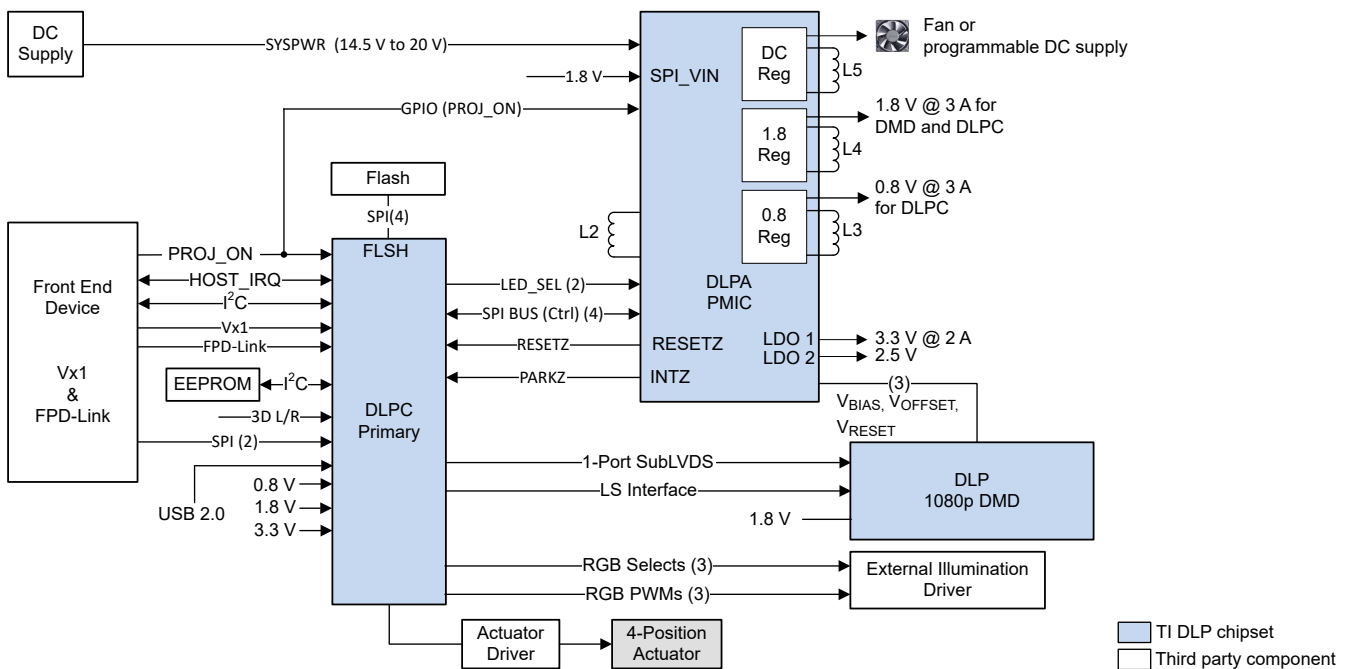 DC
Supply
SYSPWR (14.5 V to 20 V)
1.8 V
SPI_VIN
GPIO (PROJ_ON)
DC
Reg
L5
Fan or
programmable DC supply
1.8
Reg
L4
1.8 V @ 3 A for
DMD and DLPC
0.8
Reg
L3
0.8 V @ 3 A
for DLPC
L2
DLPA
PMIC
Flash
SPI(4)
FLSH
Front End
Device
Vx1
&
FPD-Link
PROJ_ON
HOST_IRQ
I²C
Vx1
FPD-Link
EEPROM
I²C
3D L/R
SPI (2)
USB 2.0
0.8 V
1.8 V
3.3 V
DLPC
Primary
LED_SEL (2)
SPI BUS (Ctrl) (4)
RESETZ
RESETZ
PARKZ
INTZ
LDO 1
3.3 V @ 2 A
LDO 2
2.5 V
(3)
VBIAS, VOFFSET,
VRESET
1-Port SubLVDS
LS Interface
1.8 V
DLP
1080p DMD
RGB Selects (3)
RGB PWMs (3)
External Illumination
Driver
Actuator
Driver
4-Position
Actuator
TI DLP chipset
Third party component